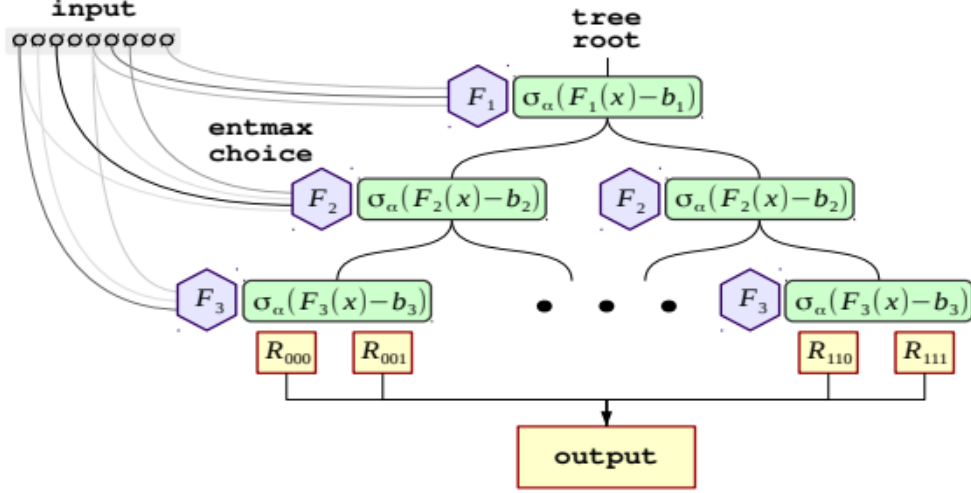 input
tree
root
F₁ σα(F₁(x)−b₁)
entmax
choice
F₂ σα(F₂(x)−b₂) F₂ σα(F₂(x)−b₂)
F₃ σα(F₃(x)−b₃) F₃ σα(F₃(x)−b₃)
R₀₀₀ R₀₀₁ R₁₁₀ R₁₁₁
output